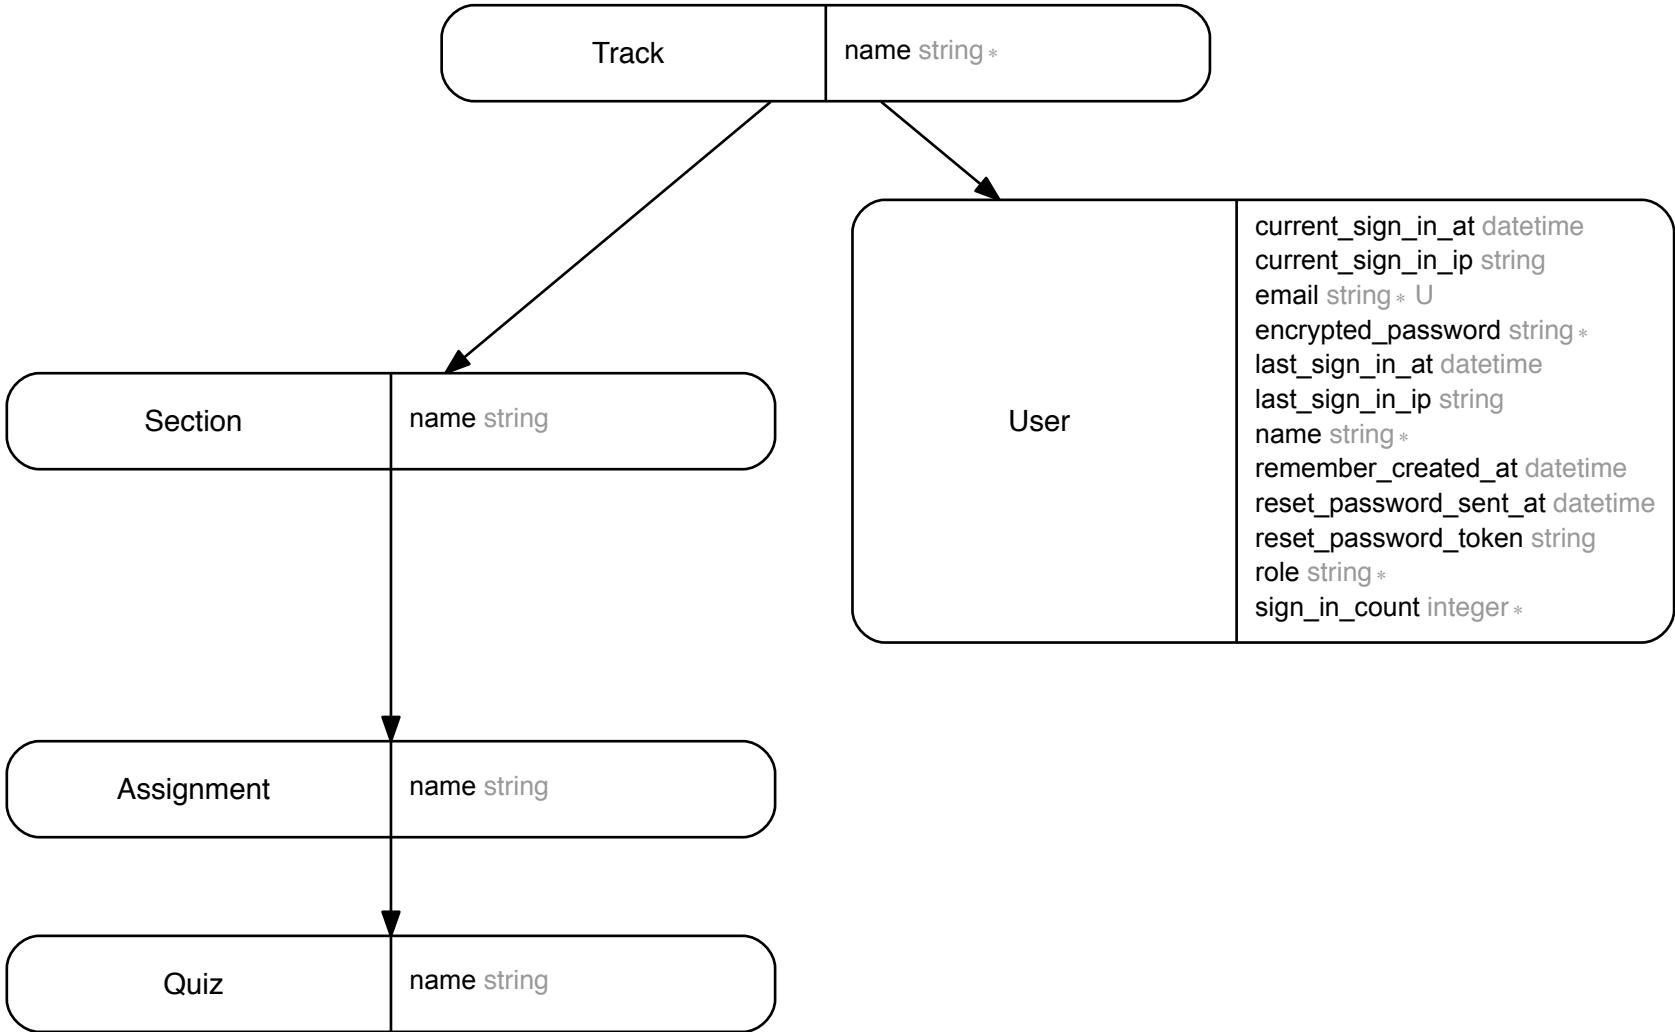 Track
name string *
current_sign_in_at datetime
current_sign_in_ip string
email string * U
encrypted_password string *
last_sign_in_at datetime
last_sign_in_ip string
name string *
remember_created_at datetime
reset_password_sent_at datetime
reset_password_token string
role string *
sign_in_count integer *
User
Section
name string
Assignment
name string
Quiz
name string